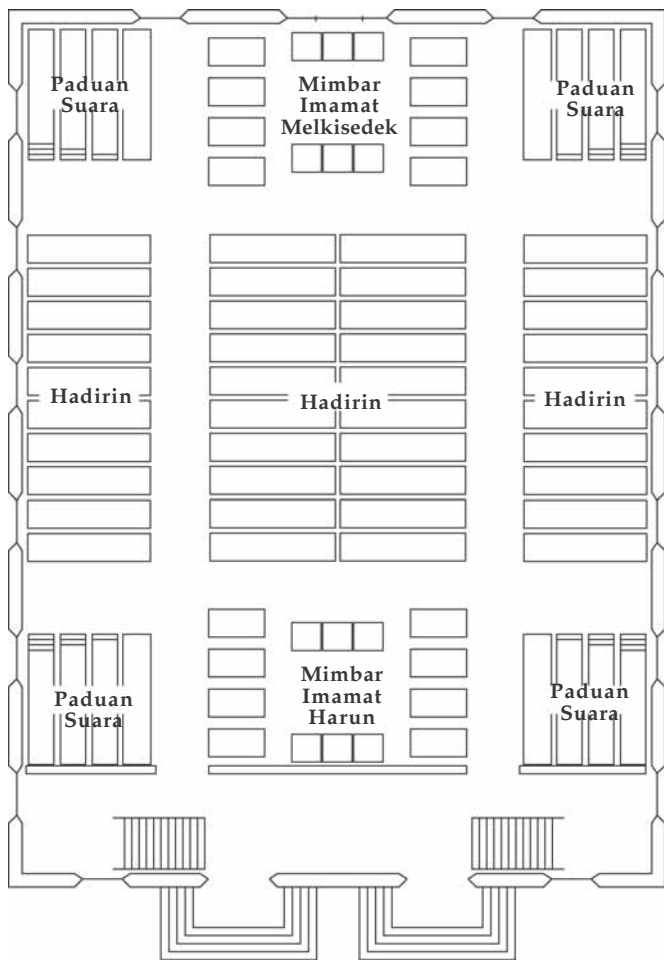 Paduan
Suara
Mimbar
Imamat
Melkisedek
Paduan
Suara
Hadirin
Hadirin
Hadirin
Paduan
Suara
Mimbar
Imamat
Harun
Paduan
Suara